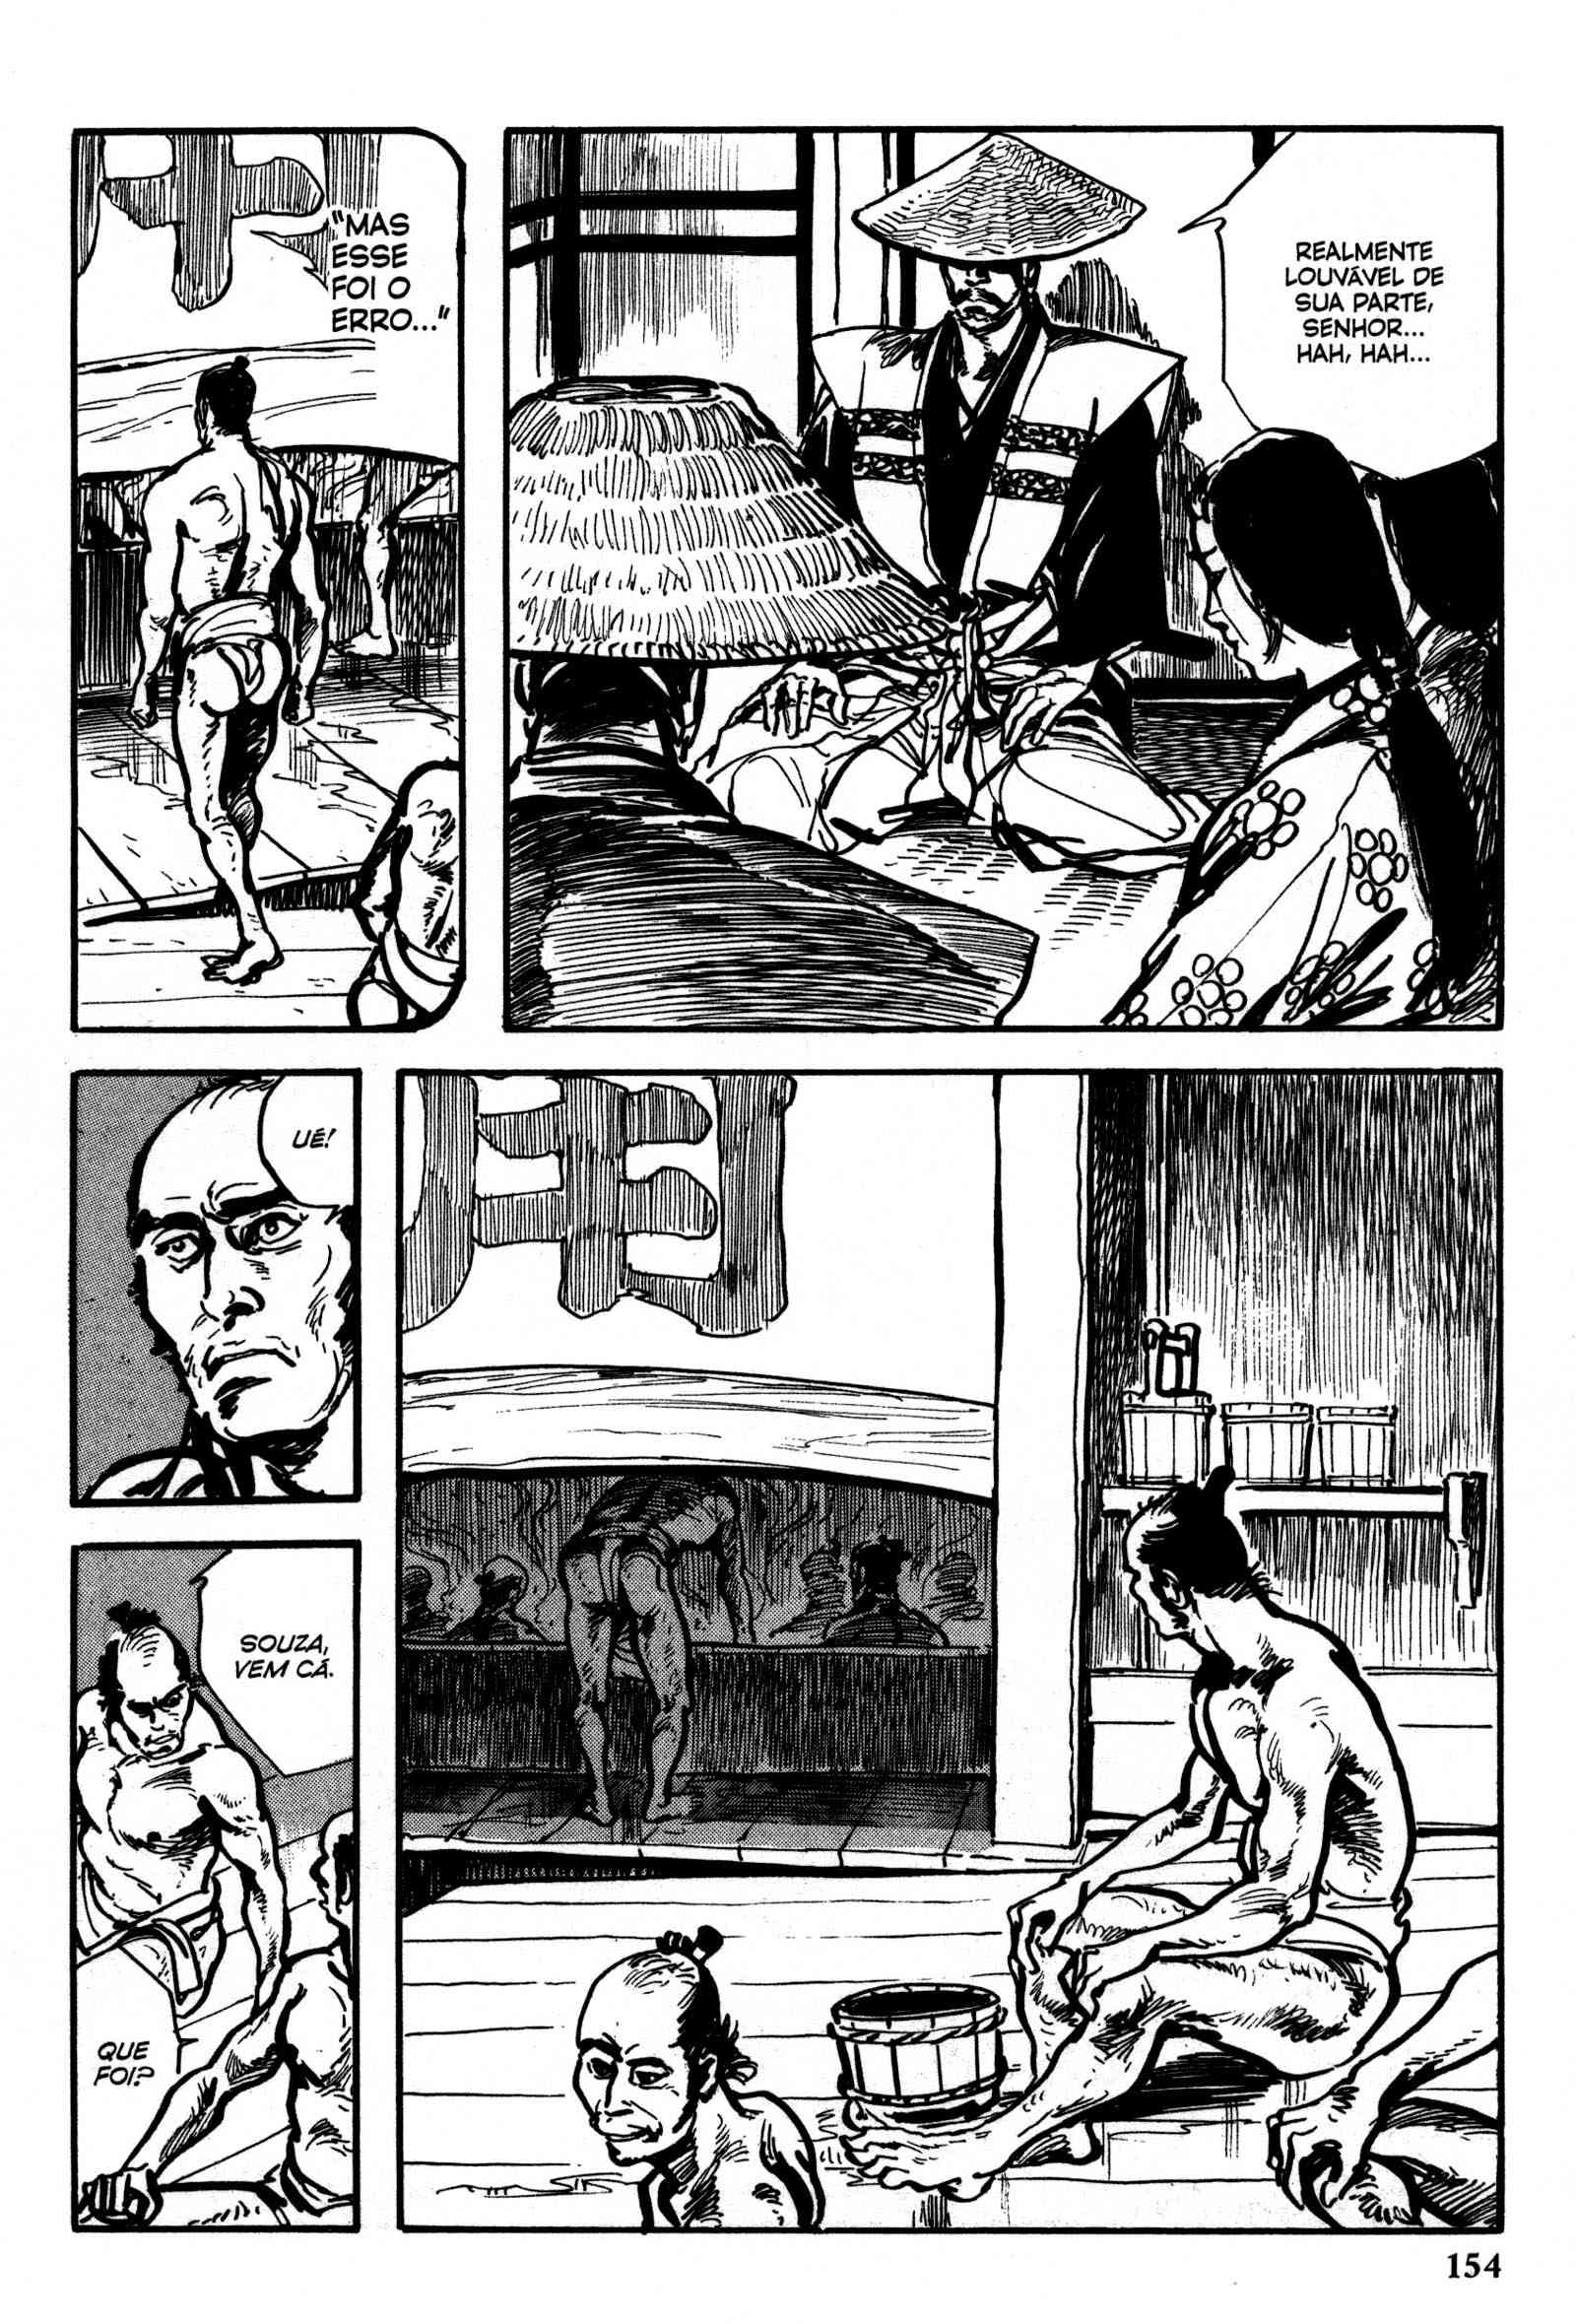 REALMENTE
LOUVÁVEL DE
SUA PARTE,
SENHOR...
HAH, HAH...
"MAS
ESSE
FOI O
ERRO..."
UÉ!
SOUZA,
VEM CÁ.
QUE
FOI?
154